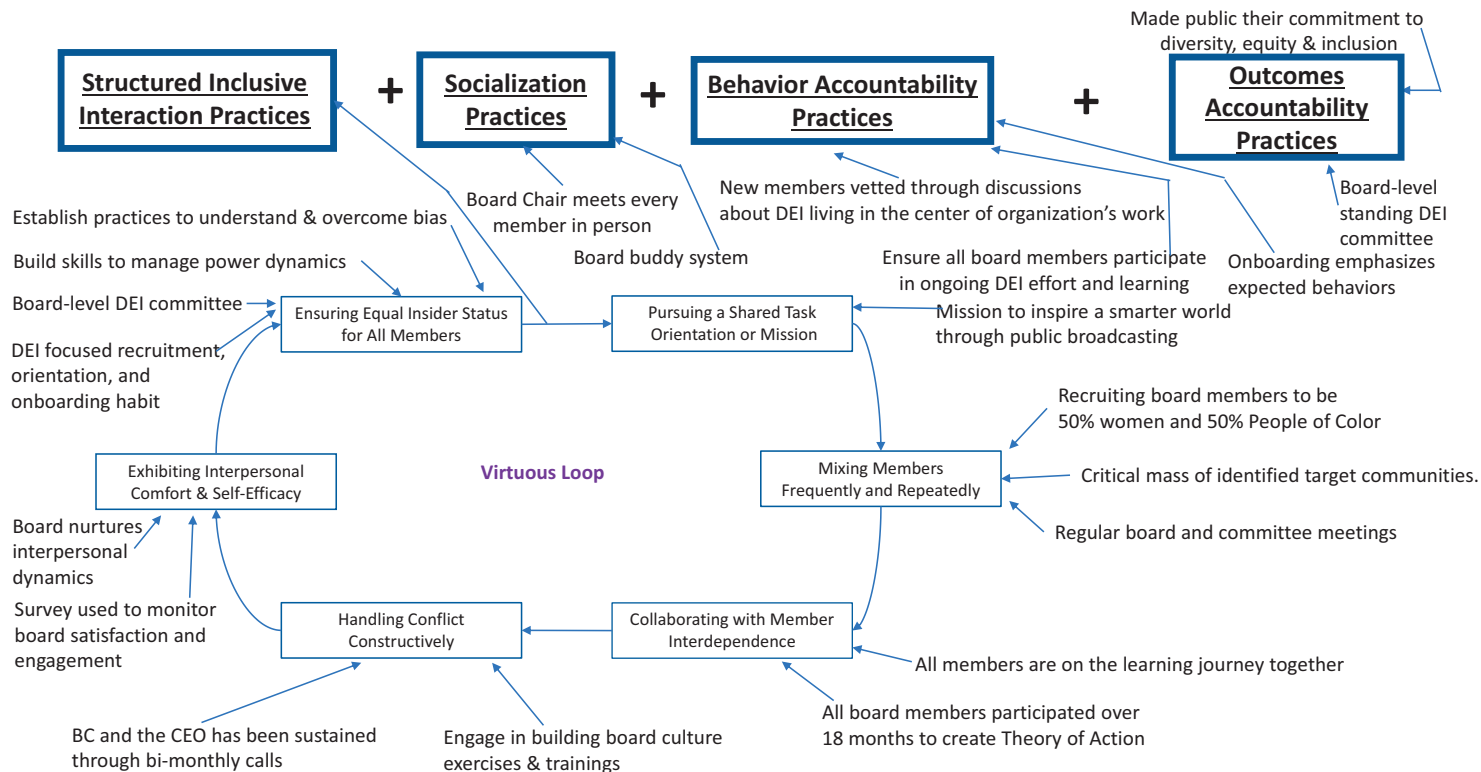 Made public their commitment to
diversity, equity & inclusion
Structured Inclusive
Interaction Practices
+
Socialization
Practices
+
Behavior Accountability
Practices
+
Outcomes
Accountability
Practices
Board Chair meets every
member in person
New members vetted through discussions
about DEI living in the center of organization’s work
Board-level
standing DEI
committee
Establish practices to understand & overcome bias
Board buddy system
Ensure all board members participate
in ongoing DEI effort and learning
Onboarding emphasizes
expected behaviors
Build skills to manage power dynamics
Board-level DEI committee
Ensuring Equal Insider Status
for All Members
Pursuing a Shared Task
Orientation or Mission
Mission to inspire a smarter world
through public broadcasting
DEI focused recruitment,
orientation, and
onboarding habit
Recruiting board members to be
50% women and 50% People of Color
Exhibiting Interpersonal
Comfort & Self-Efficacy
Virtuous Loop
Mixing Members
Frequently and Repeatedly
Critical mass of identified target communities.
Regular board and committee meetings
Board nurtures
interpersonal
dynamics
Survey used to monitor
board satisfaction and
engagement
Handling Conflict
Constructively
Collaborating with Member
Interdependence
All members are on the learning journey together
BC and the CEO has been sustained
through bi-monthly calls
Engage in building board culture
exercises & trainings
All board members participated over
18 months to create Theory of Action